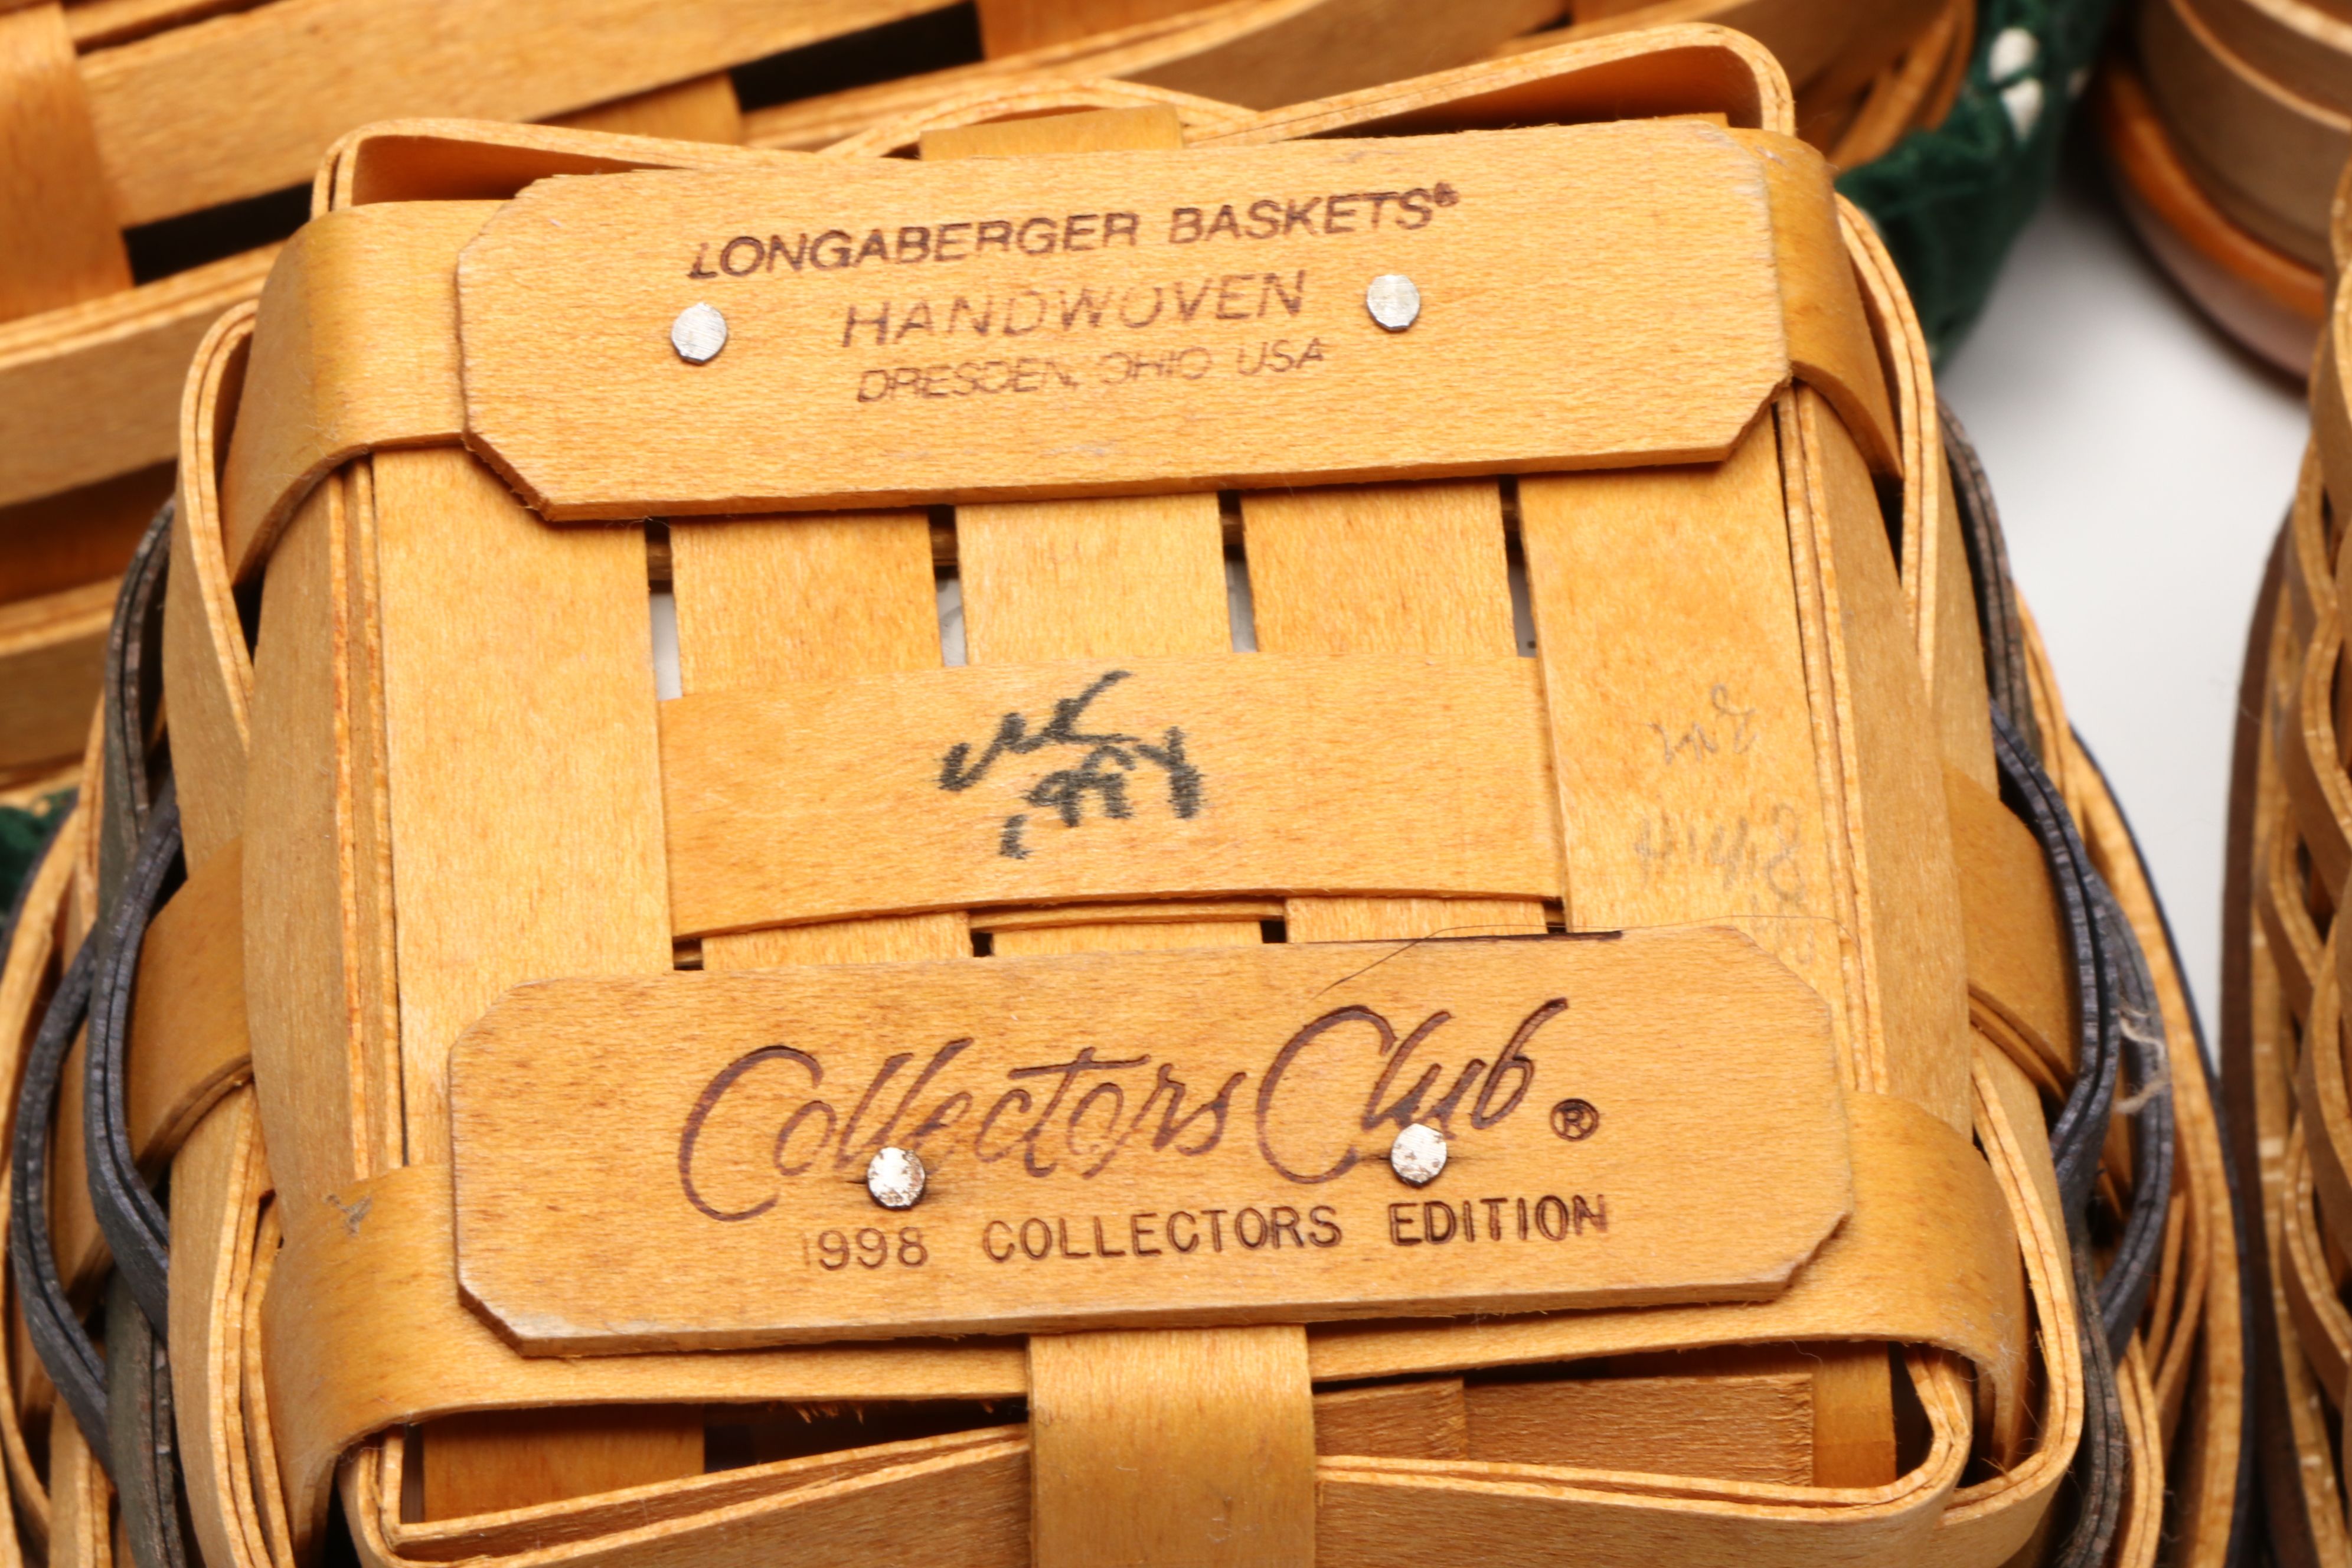 LONGABERGER BASKETS®
HANDWOVEN
DRESDEN, OHIO USA
Collectors Club ®
1998 COLLECTORS EDITION